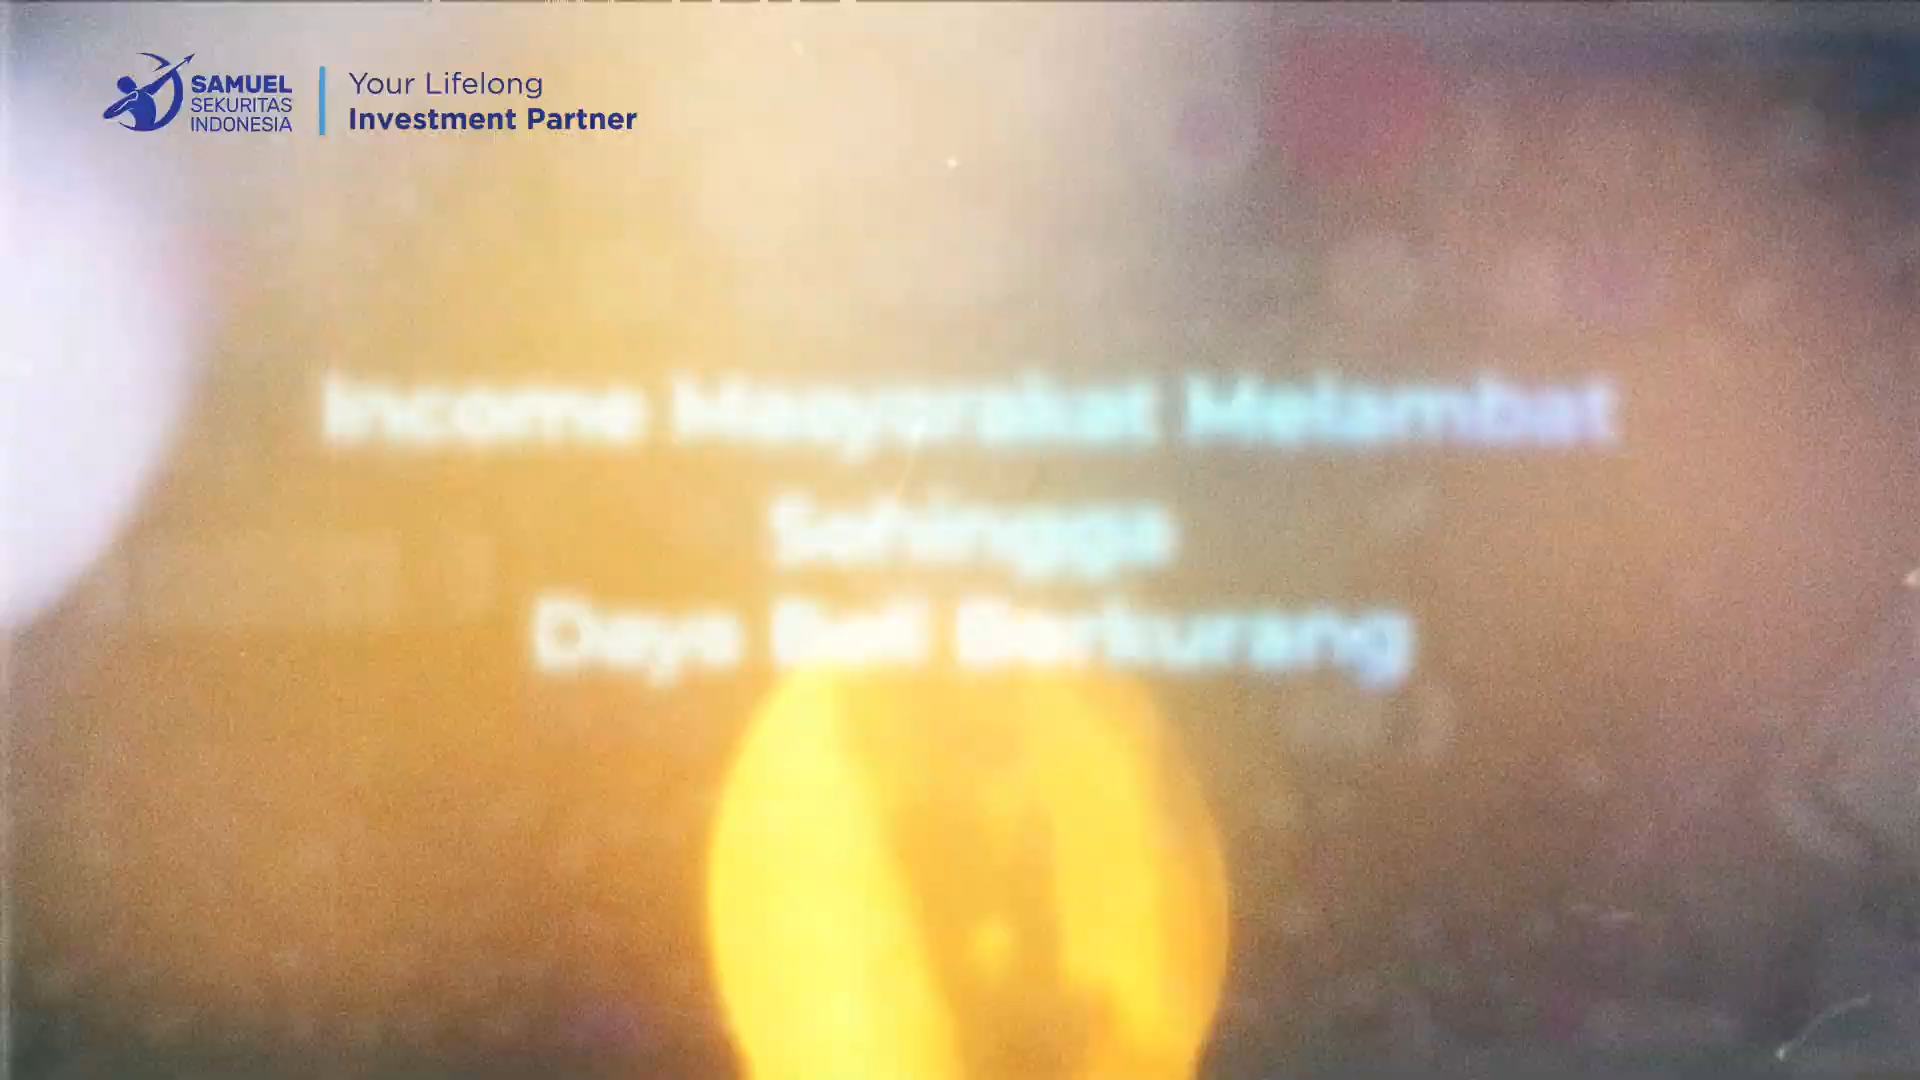 SAMUEL
SEKURITAS
INDONESIA
Your Lifelong
Investment Partner
Income Masyarakat Melambat
Sehingga
Daya Beli Berkurang